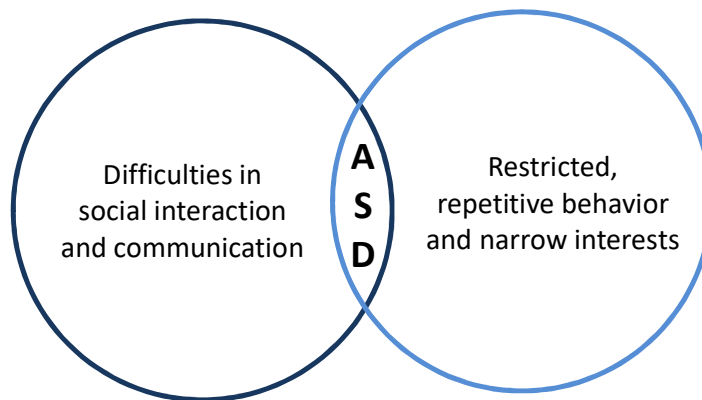 Difficulties in
social interaction
and communication
A
S
D
Restricted,
repetitive behavior
and narrow interests